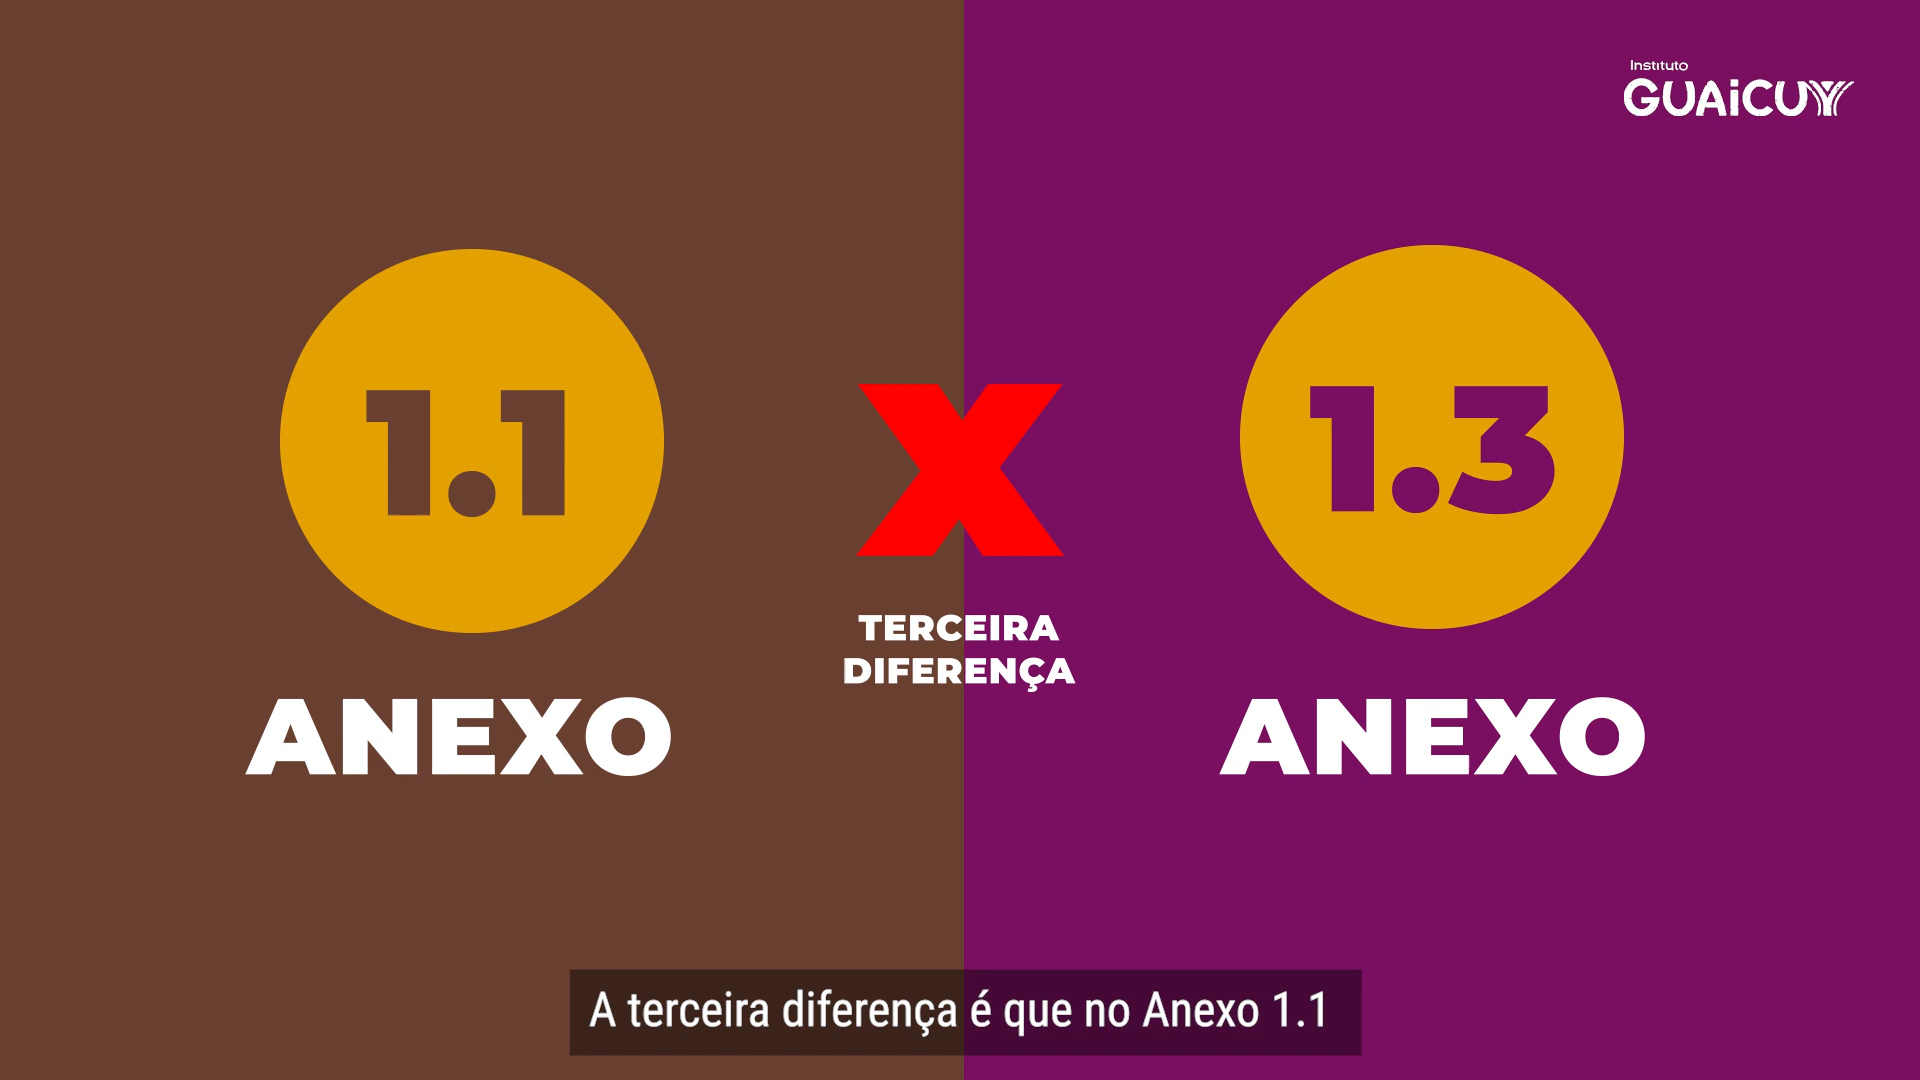 Instituto
GUAiCUY
1.1
X
1.3
TERCEIRA
DIFERENÇA
ANEXO
ANEXO
A terceira diferença é que no Anexo 1.1